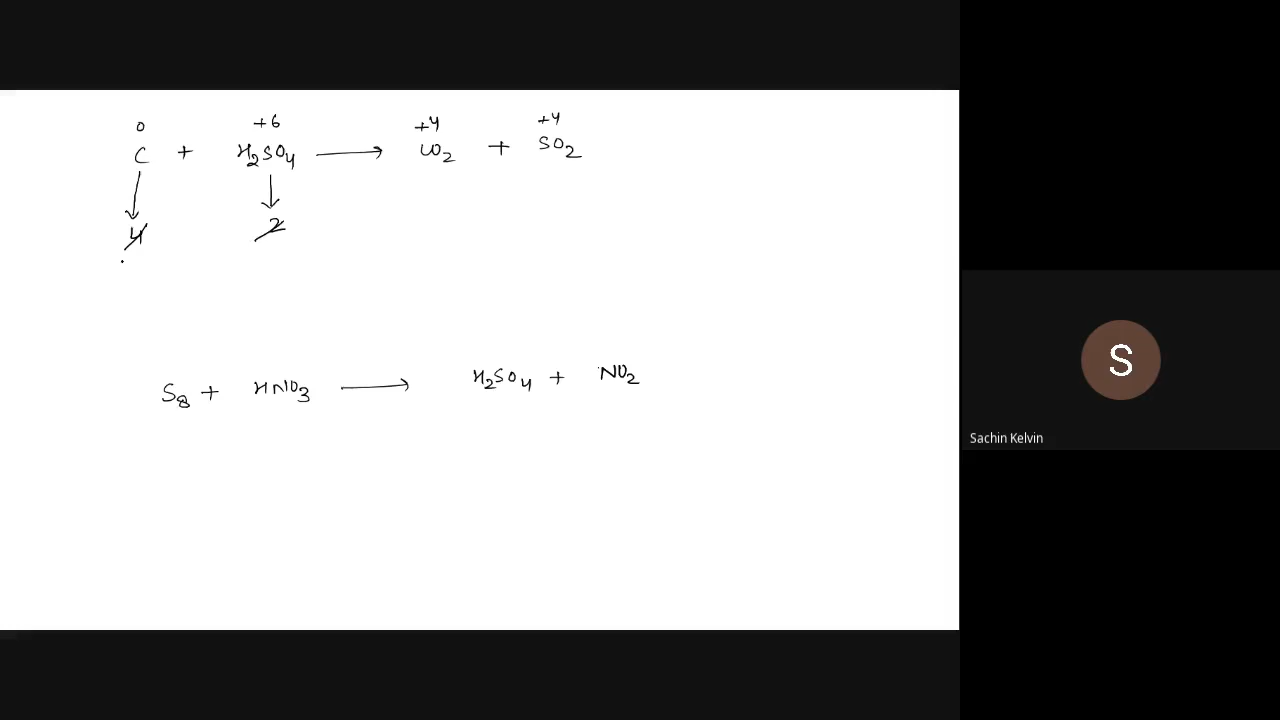 0 +6 +4 +4
C + H2SO4 ⟶ CO2 + SO2
4 2
S8 + HNO3 ⟶ H2SO4 + NO2
S
Sachin Kelvin